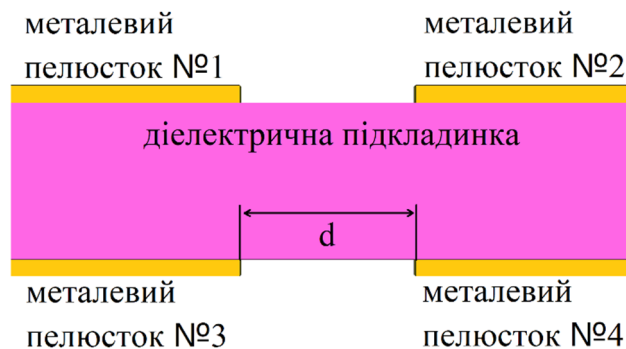 металевий
пелюсток №1
металевий
пелюсток №2
діелектрична підкладинка
d
металевий
пелюсток №3
металевий
пелюсток №4